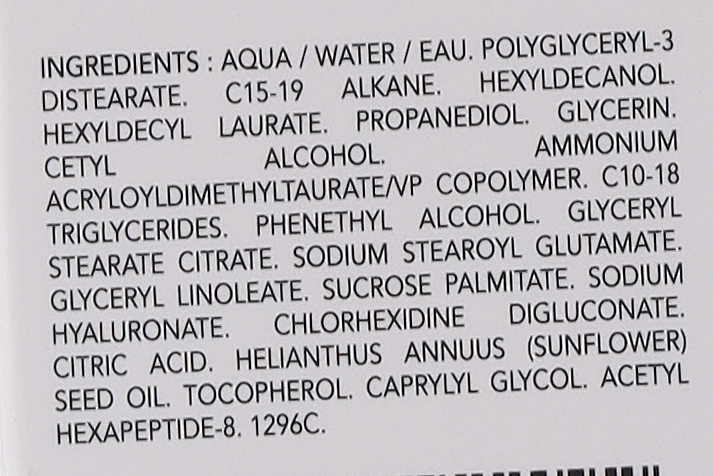 INGREDIENTS : AQUA / WATER / EAU. POLYGLYCERYL-3
DISTEARATE. C15-19 ALKANE. HEXYLDECANOL.
HEXYLDECYL LAURATE. PROPANEDIOL. GLYCERIN.
CETYL ALCOHOL. AMMONIUM
ACRYLOYLDIMETHYLTAURATE/VP COPOLYMER. C10-18
TRIGLYCERIDES. PHENETHYL ALCOHOL. GLYCERYL
STEARATE CITRATE. SODIUM STEAROYL GLUTAMATE.
GLYCERYL LINOLEATE. SUCROSE PALMITATE. SODIUM
HYALURONATE. CHLORHEXIDINE DIGLUCONATE.
CITRIC ACID. HELIANTHUS ANNUUS (SUNFLOWER)
SEED OIL. TOCOPHEROL. CAPRYLYL GLYCOL. ACETYL
HEXAPEPTIDE-8. 1296C.